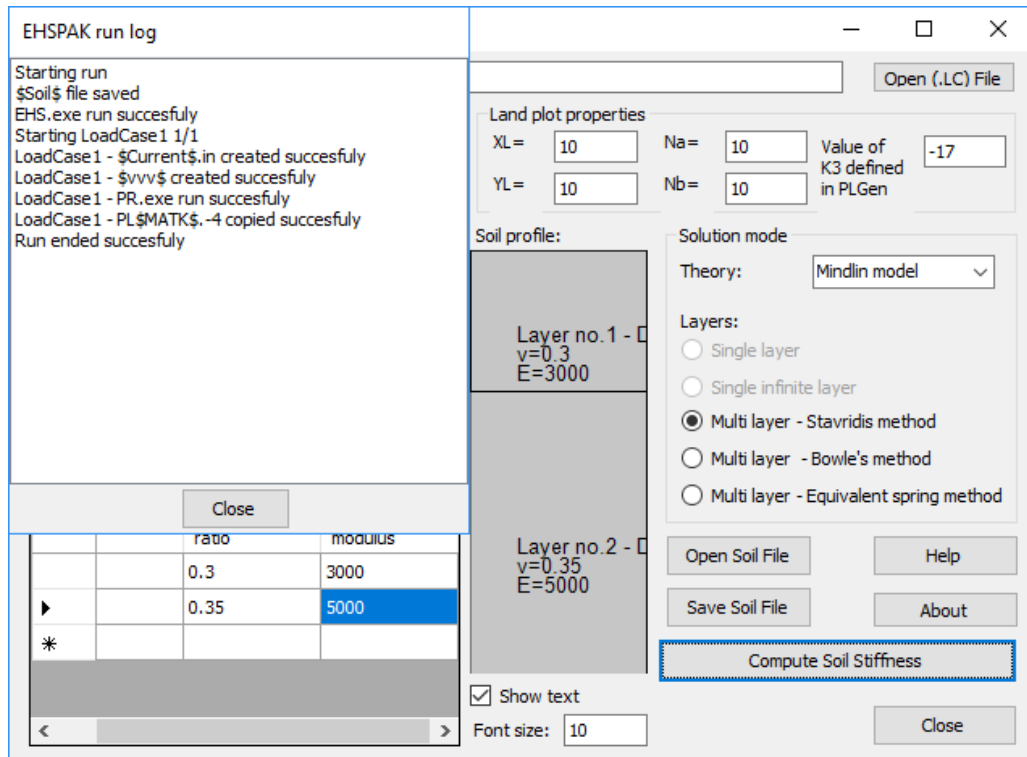 EHSPAK run log
Starting run
$Soil$ file saved
EHS.exe run succesfuly
Starting LoadCase1 1/1
LoadCase1 - $Current$.in created succesfuly
LoadCase1 - $vvv$ created succesfuly
LoadCase1 - PR.exe run succesfuly
LoadCase1 - PL$MATK$.-4 copied succesfuly
Run ended succesfuly
Close
Open (.LC) File
Land plot properties
XL= 10
Na= 10
YL= 10
Nb= 10
Value of
K3 defined
in PLGen
-17
Soil profile:
Layer no.1 - D
v=0.3
E=3000
Layer no.2 - D
v=0.35
E=5000
Solution mode
Theory: Mindlin model
Layers:
Single layer
Single infinite layer
Multi layer - Stavridis method
Multi layer - Bowle's method
Multi layer - Equivalent spring method
ratio modulus
0.3 3000
0.35 5000
Open Soil File
Help
Save Soil File
About
Compute Soil Stiffness
Show text
Font size: 10
Close